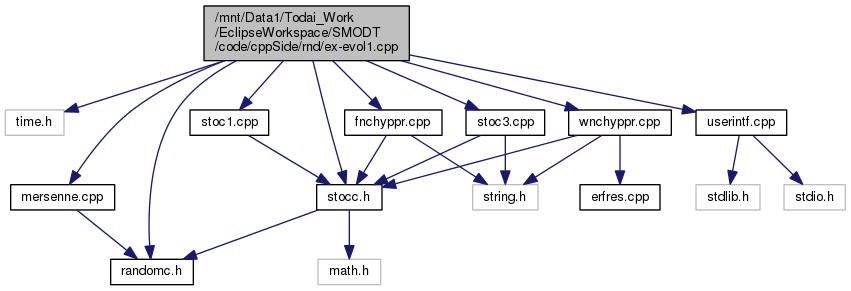 /mnt/Data1/Todai_Work
/EclipseWorkspace/SMODT
/code/cppSide/rnd/ex-evol1.cpp
time.h
stoc1.cpp
fnchyppr.cpp
stoc3.cpp
wnchyppr.cpp
userintf.cpp
mersenne.cpp
stocc.h
string.h
erfres.cpp
stdlib.h
stdio.h
randomc.h
math.h